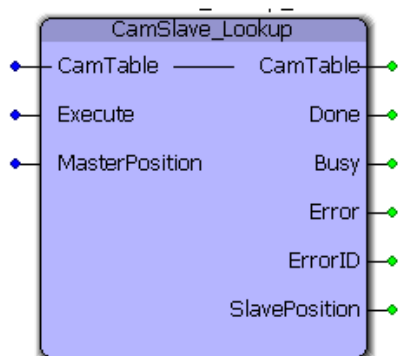 CamSlave_Lookup
CamTable CamTable
Execute Done
MasterPosition Busy
Error
ErrorID
SlavePosition